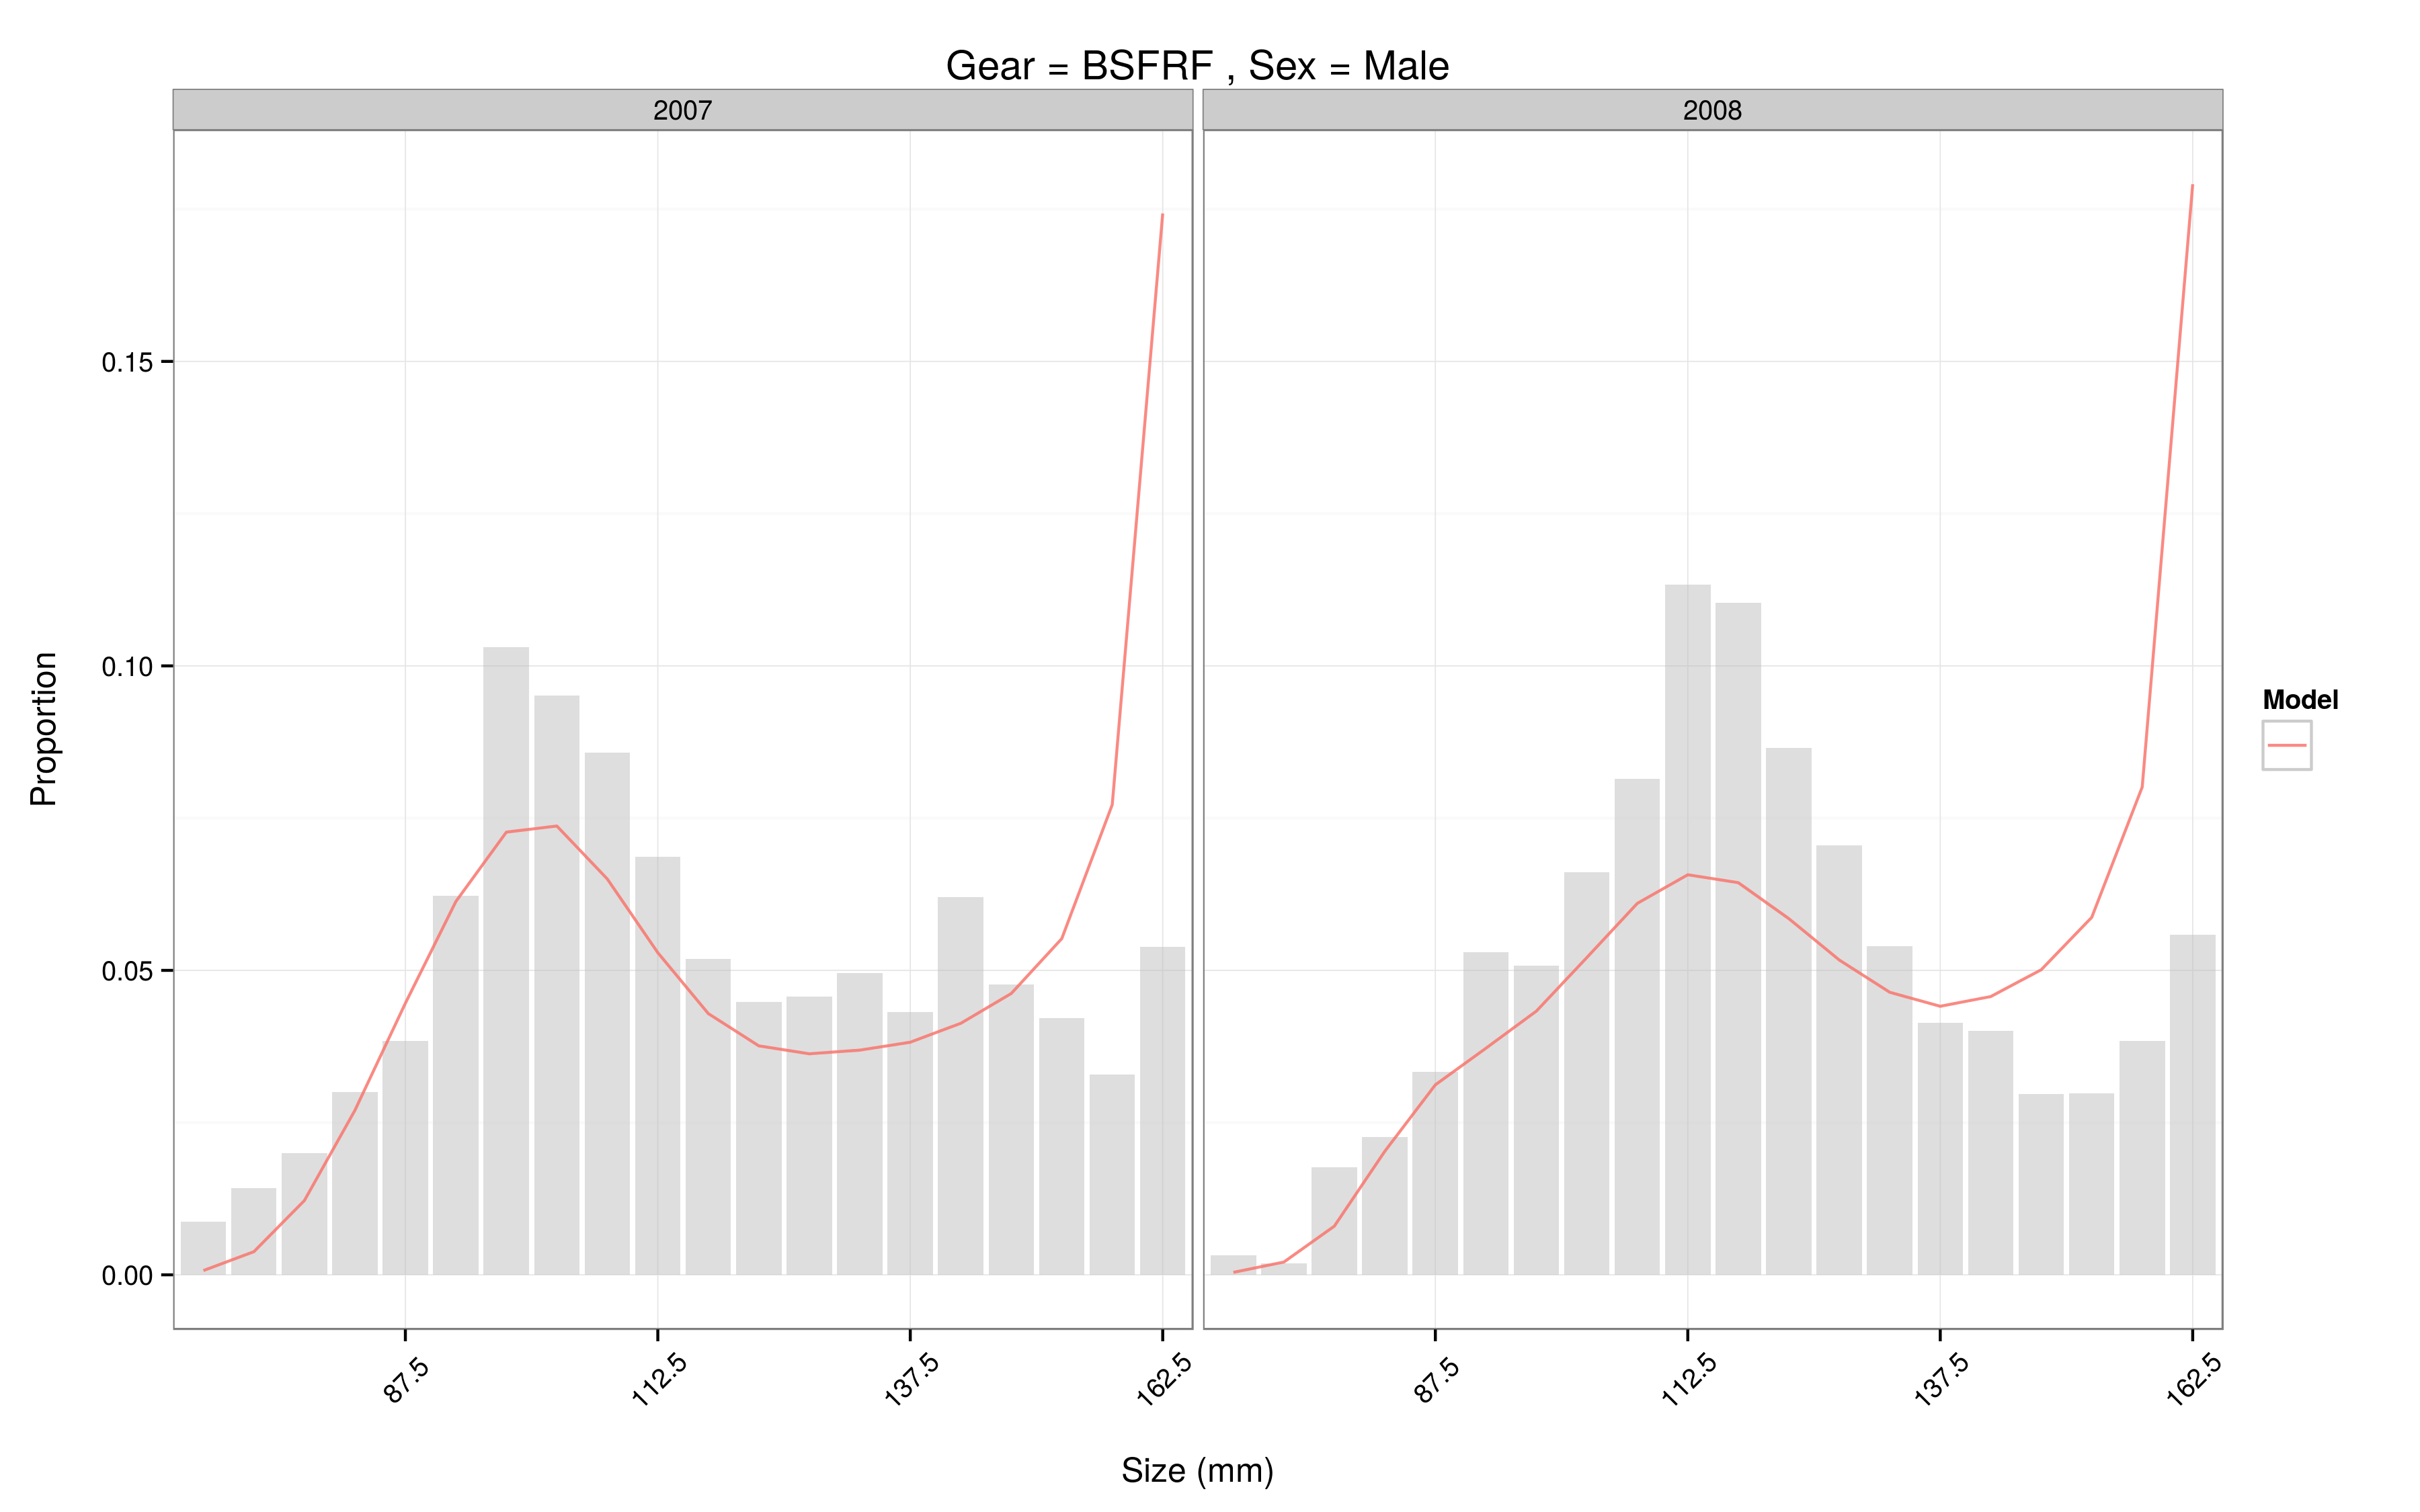 Gear = BSFRF , Sex = Male
2007 2008
0.15
0.10
0.05
0.00
Proportion
Model
87.5 112.5 137.5 162.5 87.5 112.5 137.5 162.5
Size (mm)